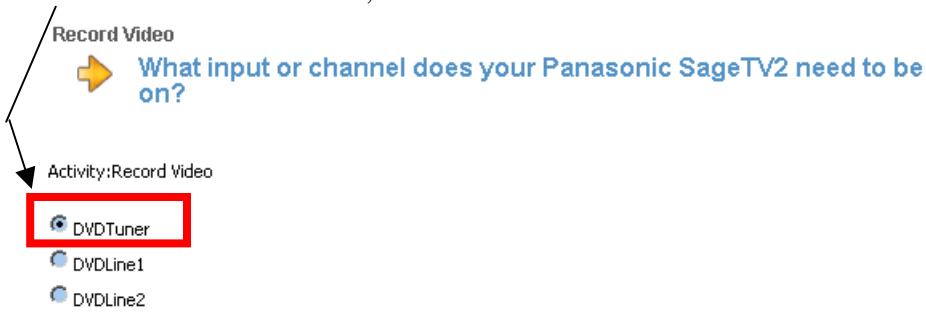 Record Video
What input or channel does your Panasonic SageTV2 need to be
on?
Activity:Record Video
DVDTuner
DVDLine1
DVDLine2